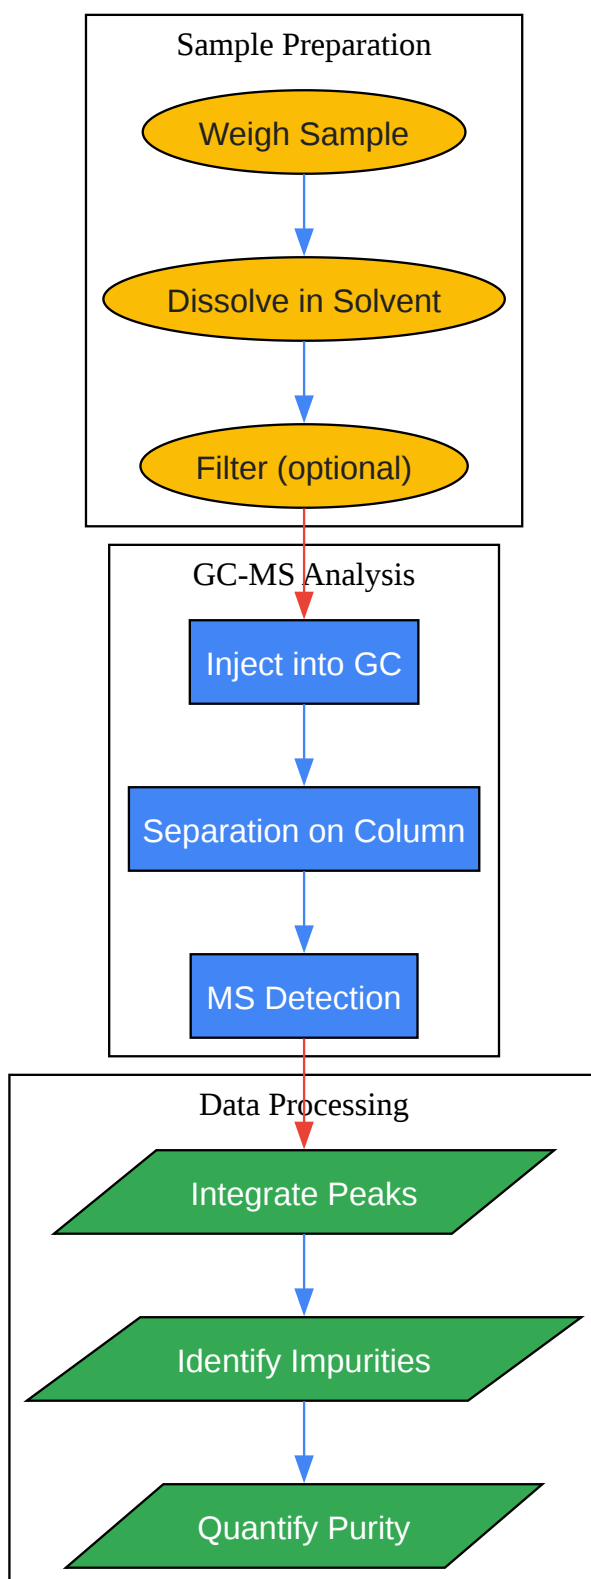 Sample Preparation
Weigh Sample
Dissolve in Solvent
Filter (optional)
GC-MS Analysis
Inject into GC
Separation on Column
MS Detection
Data Processing
Integrate Peaks
Identify Impurities
Quantify Purity